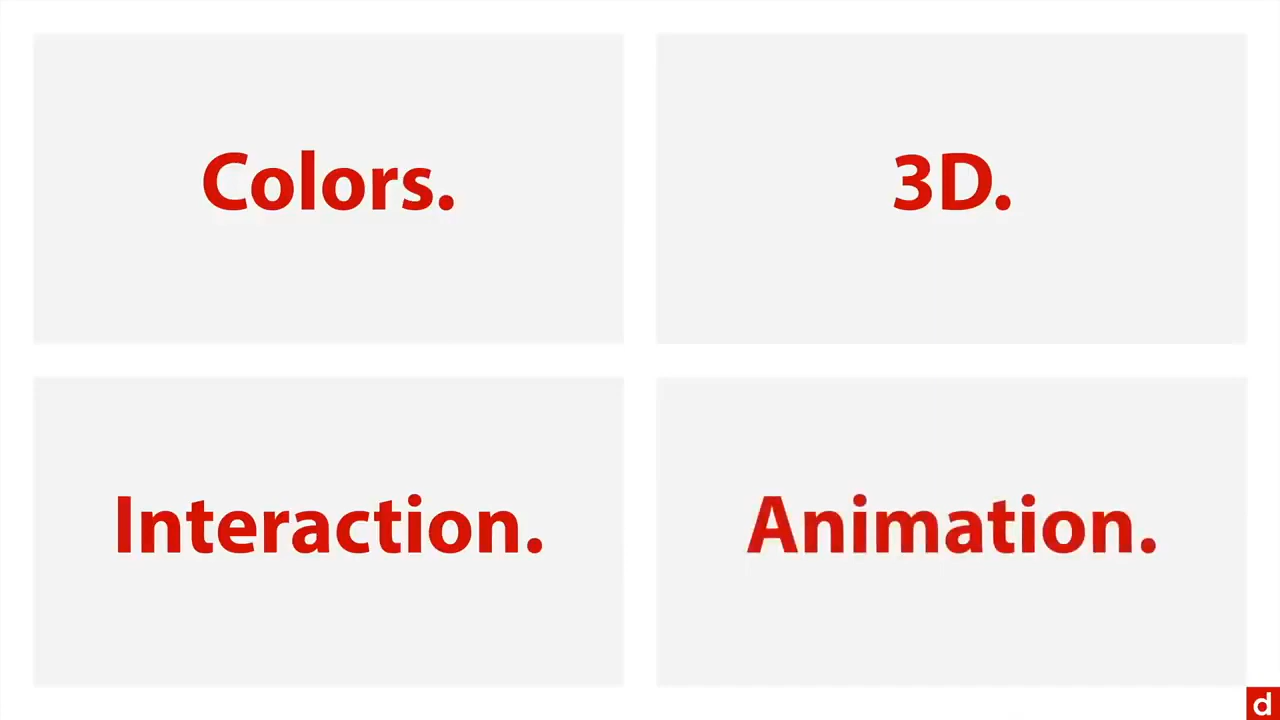 Colors.
3D.
Interaction.
Animation.
d